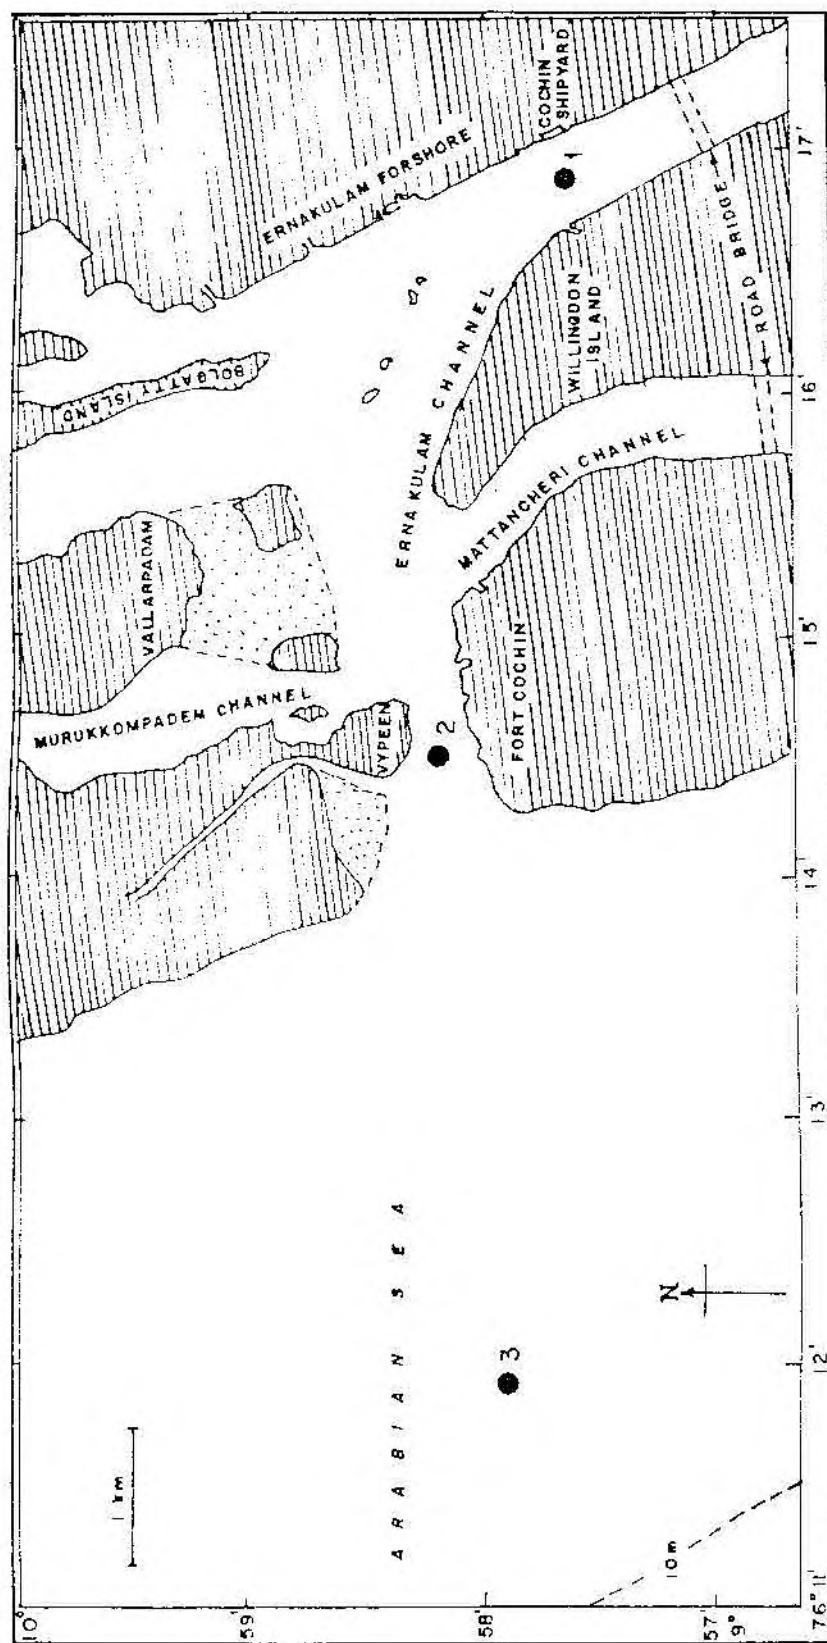 ERNAKULAM FORSHORE
COCHIN
SHIPYARD
1
BOLGATTY ISLAND
ERNAKULAM CHANNEL
WILLINGDON
ISLAND
ROAD BRIDGE
VALLARPADAM
MATTANCHERI CHANNEL
MURUKKOMPADEM CHANNEL
VYPEEN
2
FORT COCHIN
ARABIAN SEA
3
N
1 km
10m
10°
59'
58'
57'
9°
76° 11'
12'
13'
14'
15'
16'
17'